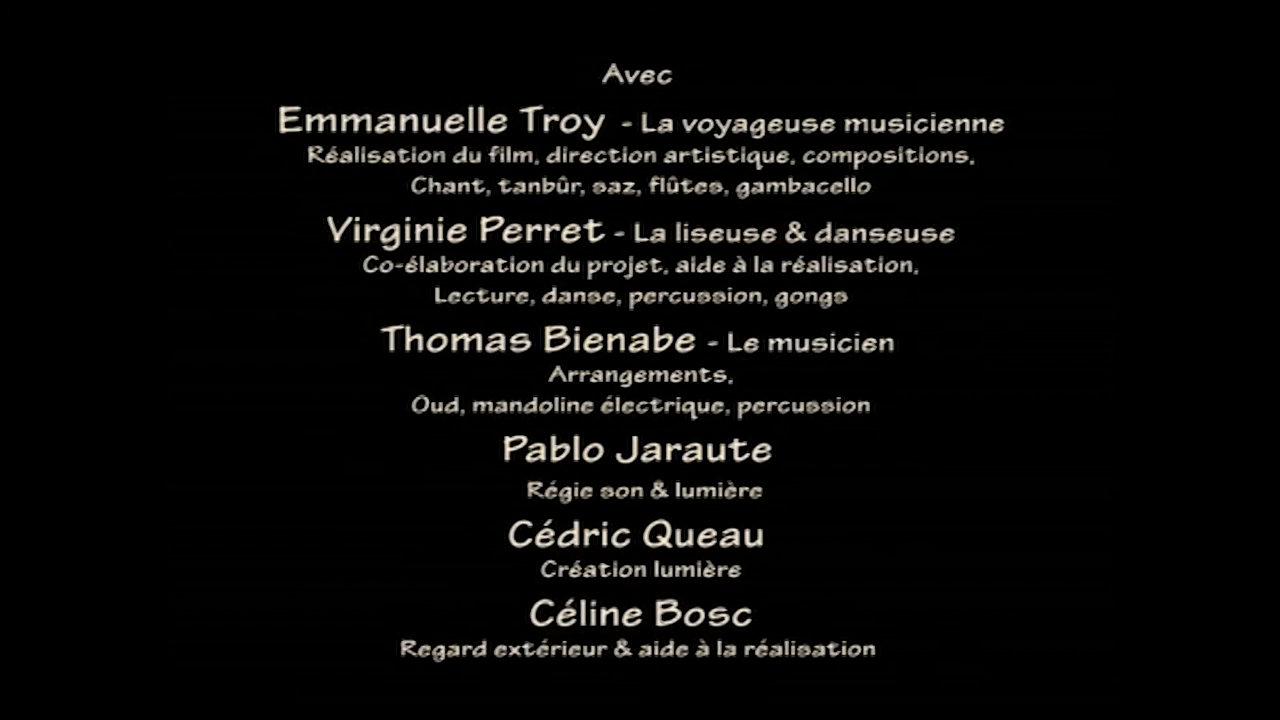 Avec
Emmanuelle Troy - La voyageuse musicienne
Réalisation du film, direction artistique, compositions,
Chant, tanbûr, saz, flûtes, gambacello
Virginie Perret - La liseuse & danseuse
Co-élaboration du projet, aide à la réalisation,
Lecture, danse, percussion, gongs
Thomas Bienabe - Le musicien
Arrangements,
Oud, mandoline électrique, percussion
Pablo Jaraute
Régie son & lumière
Cédric Queau
Création lumière
Céline Bosc
Regard extérieur & aide à la réalisation